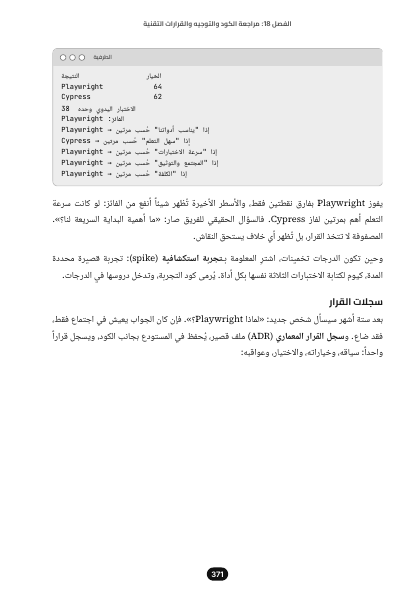 الفصل 18: مراجعة الكود والتوجيه والقرارات التقنية
الطرفية
الخيار النتيجة
Playwright 64
Cypress 62
الاختبار اليدوي وحده 38
الفائز: Playwright
إذا "يناسب أدواتنا" حُسب مرتين → Playwright
إذا "سهل التعلم" حُسب مرتين → Cypress
إذا "سرعة الاختبارات" حُسب مرتين → Playwright
إذا "المجتمع والتوثيق" حُسب مرتين → Playwright
إذا "الكلفة" حُسب مرتين → Playwright
يفوز Playwright بفارق نقطتين فقط، والأسطر الأخيرة تُظهر شيئاً أنفع من الفائز: لو كانت سرعة
التعلم أهم بمرتين لفاز Cypress. فالسؤال الحقيقي للفريق صار: «ما أهمية البداية السريعة لنا؟».
المصفوفة لا تتخذ القرار، بل تُظهر أي خلاف يستحق النقاش.
وحين تكون الدرجات تخمينات، اشترِ المعلومة بـتجربة استكشافية (spike): تجربة قصيرة محددة
المدة، كيوم لكتابة الاختبارات الثلاثة نفسها بكل أداة. يُرمى كود التجربة، وتدخل دروسها في الدرجات.
سجلات القرار
بعد ستة أشهر سيسأل شخص جديد: «لماذا Playwright؟». فإن كان الجواب يعيش في اجتماع فقط،
فقد ضاع. وسجل القرار المعماري (ADR) ملف قصير، يُحفظ في المستودع بجانب الكود، ويسجل قراراً
واحداً: سياقه، وخياراته، والاختيار، وعواقبه:
371